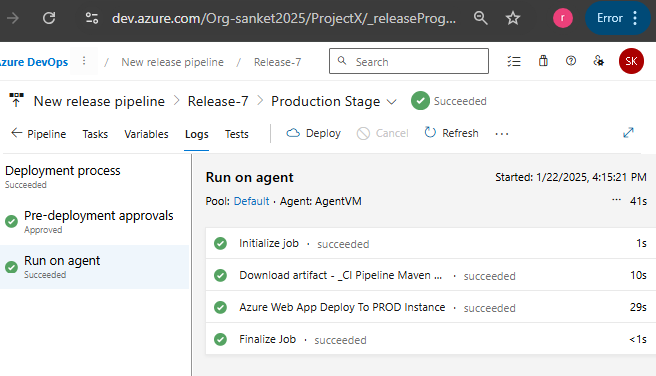 dev.azure.com/Org-sanket2025/ProjectX/_releaseProg... r Error
Azure DevOps / New release pipeline / Release-7 Search SK
New release pipeline > Release-7 > Production Stage Succeeded
← Pipeline Tasks Variables Logs Tests Deploy Cancel Refresh ...
Deployment process
Succeeded
Pre-deployment approvals
Approved
Run on agent
Succeeded
Run on agent Started: 1/22/2025, 4:15:21 PM
Pool: Default · Agent: AgentVM ... 41s
Initialize job · succeeded 1s
Download artifact - _CI Pipeline Maven ... · succeeded 10s
Azure Web App Deploy To PROD Instance · succeeded 29s
Finalize Job · succeeded <1s